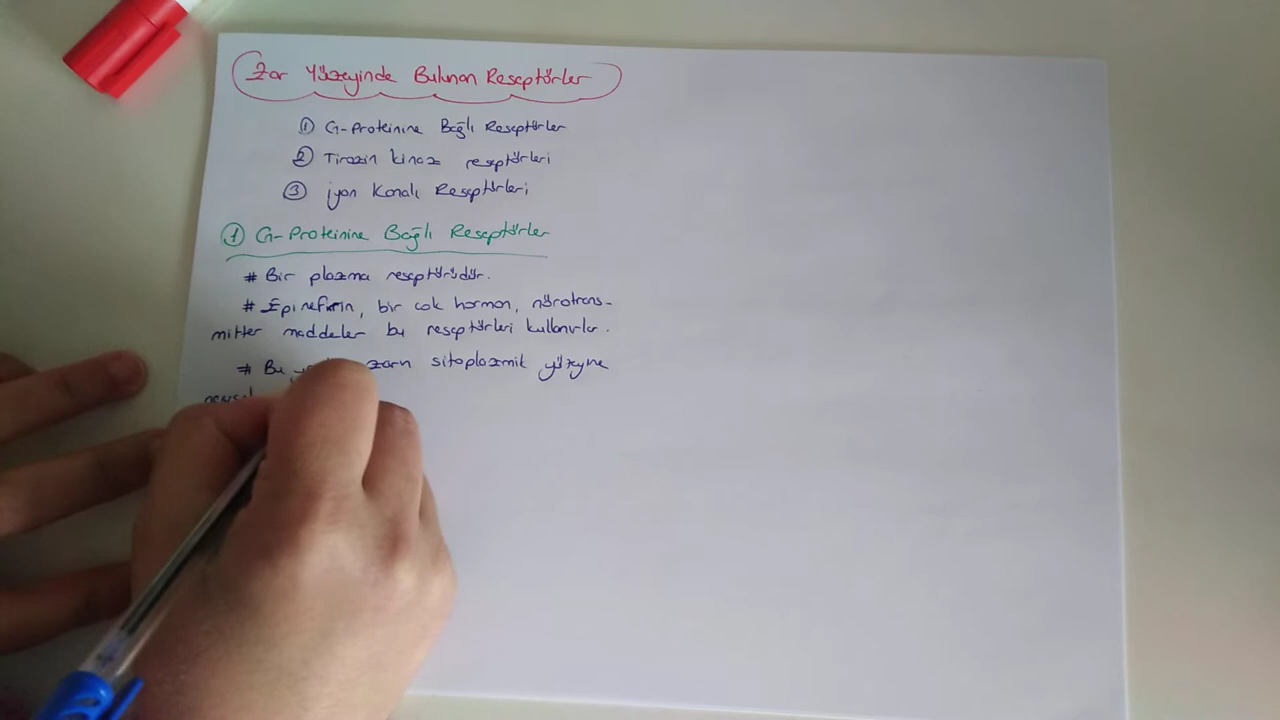 Zar Yüzeyinde Bulunan Reseptörler
① G-Proteinine Bağlı Reseptörler
② Tirozin kinaz reseptörleri
③ iyon Kanalı Reseptörleri
① G-Proteinine Bağlı Reseptörler
# Bir plazma reseptörüdür.
# Epinefrin, bir çok hormon, nörotrans-
mitter maddeler bu reseptörleri kullanırlar.
# Bu zarın sitoplazmik yüzeyine